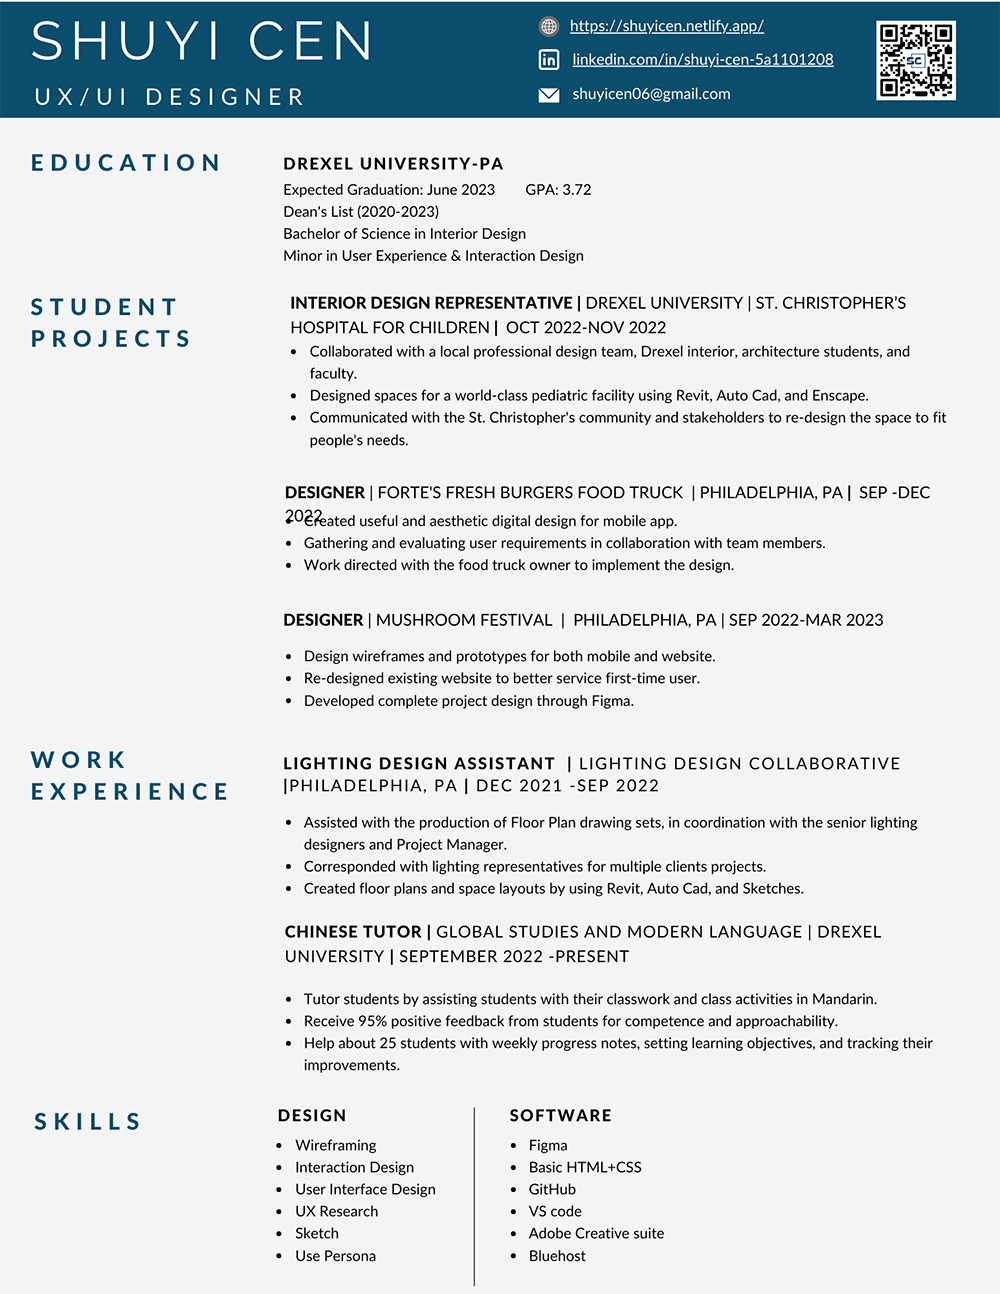 SHUYI CEN
UX/UI DESIGNER
https://shuyicen.netlify.app/
linkedin.com/in/shuyi-cen-5a1101208
shuyicen06@gmail.com
SC
EDUCATION
DREXEL UNIVERSITY-PA
Expected Graduation: June 2023 GPA: 3.72
Dean's List (2020-2023)
Bachelor of Science in Interior Design
Minor in User Experience & Interaction Design
STUDENT
PROJECTS
INTERIOR DESIGN REPRESENTATIVE | DREXEL UNIVERSITY | ST. CHRISTOPHER'S
HOSPITAL FOR CHILDREN | OCT 2022-NOV 2022
• Collaborated with a local professional design team, Drexel interior, architecture students, and
faculty.
• Designed spaces for a world-class pediatric facility using Revit, Auto Cad, and Enscape.
• Communicated with the St. Christopher's community and stakeholders to re-design the space to fit
people's needs.
DESIGNER | FORTE'S FRESH BURGERS FOOD TRUCK | PHILADELPHIA, PA | SEP -DEC
2022
• Created useful and aesthetic digital design for mobile app.
• Gathering and evaluating user requirements in collaboration with team members.
• Work directed with the food truck owner to implement the design.
DESIGNER | MUSHROOM FESTIVAL | PHILADELPHIA, PA | SEP 2022-MAR 2023
• Design wireframes and prototypes for both mobile and website.
• Re-designed existing website to better service first-time user.
• Developed complete project design through Figma.
WORK
EXPERIENCE
LIGHTING DESIGN ASSISTANT | LIGHTING DESIGN COLLABORATIVE
|PHILADELPHIA, PA | DEC 2021 -SEP 2022
• Assisted with the production of Floor Plan drawing sets, in coordination with the senior lighting
designers and Project Manager.
• Corresponded with lighting representatives for multiple clients projects.
• Created floor plans and space layouts by using Revit, Auto Cad, and Sketches.
CHINESE TUTOR | GLOBAL STUDIES AND MODERN LANGUAGE | DREXEL
UNIVERSITY | SEPTEMBER 2022 -PRESENT
• Tutor students by assisting students with their classwork and class activities in Mandarin.
• Receive 95% positive feedback from students for competence and approachability.
• Help about 25 students with weekly progress notes, setting learning objectives, and tracking their
improvements.
SKILLS
DESIGN
• Wireframing
• Interaction Design
• User Interface Design
• UX Research
• Sketch
• Use Persona
SOFTWARE
• Figma
• Basic HTML+CSS
• GitHub
• VS code
• Adobe Creative suite
• Bluehost